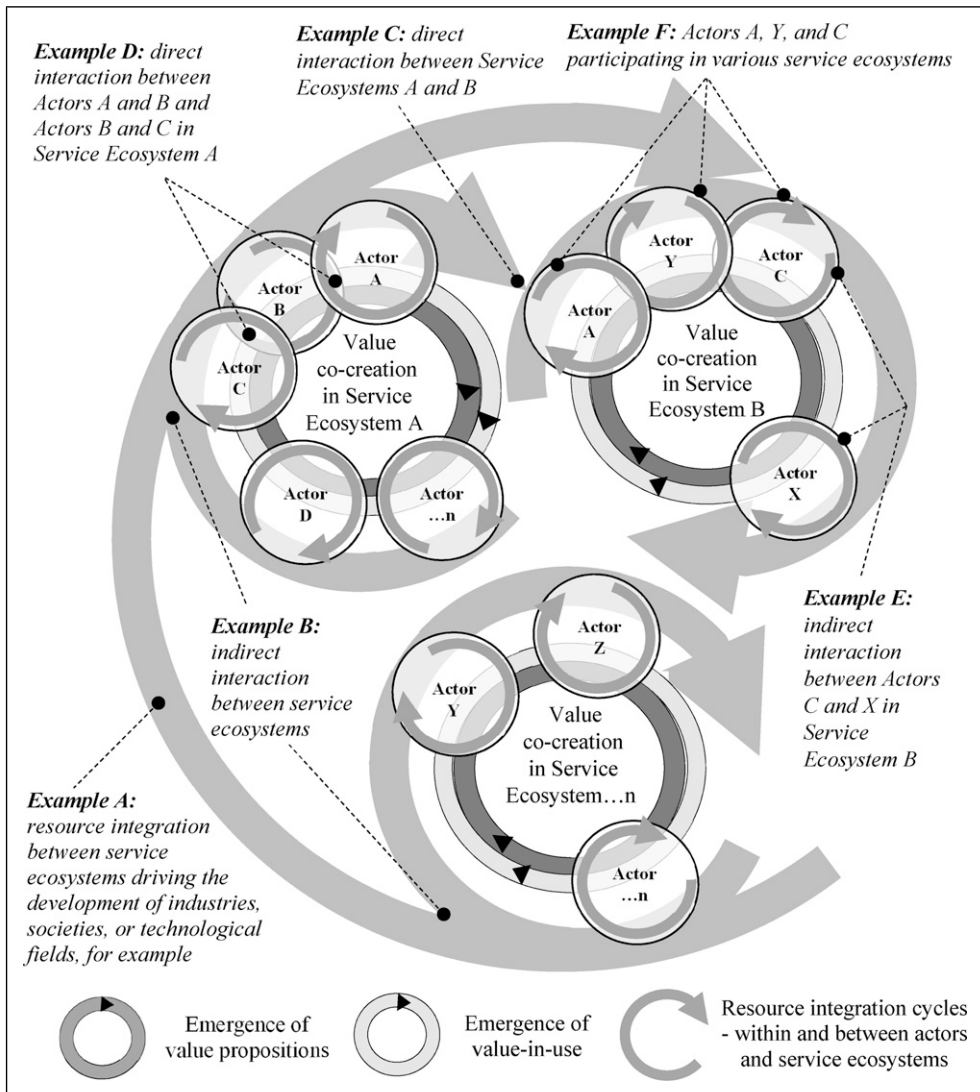 Example D: direct
interaction between
Actors A and B and
Actors B and C in
Service Ecosystem A
Example C: direct
interaction between Service
Ecosystems A and B
Example F: Actors A, Y, and C
participating in various service ecosystems
Actor
A
Actor
B
Actor
C
Actor
D
Actor
…n
Value
co-creation
in Service
Ecosystem A
Actor
Y
Actor
C
Actor
A
Actor
X
Value
co-creation
in Service
Ecosystem B
Example B:
indirect
interaction
between service
ecosystems
Actor
Z
Actor
Y
Value
co-creation
in Service
Ecosystem…n
Actor
…n
Example E:
indirect
interaction
between Actors
C and X in
Service
Ecosystem B
Example A:
resource integration
between service
ecosystems driving the
development of industries,
societies, or technological
fields, for example
Emergence of
value propositions
Emergence of
value-in-use
Resource integration cycles
- within and between actors
and service ecosystems